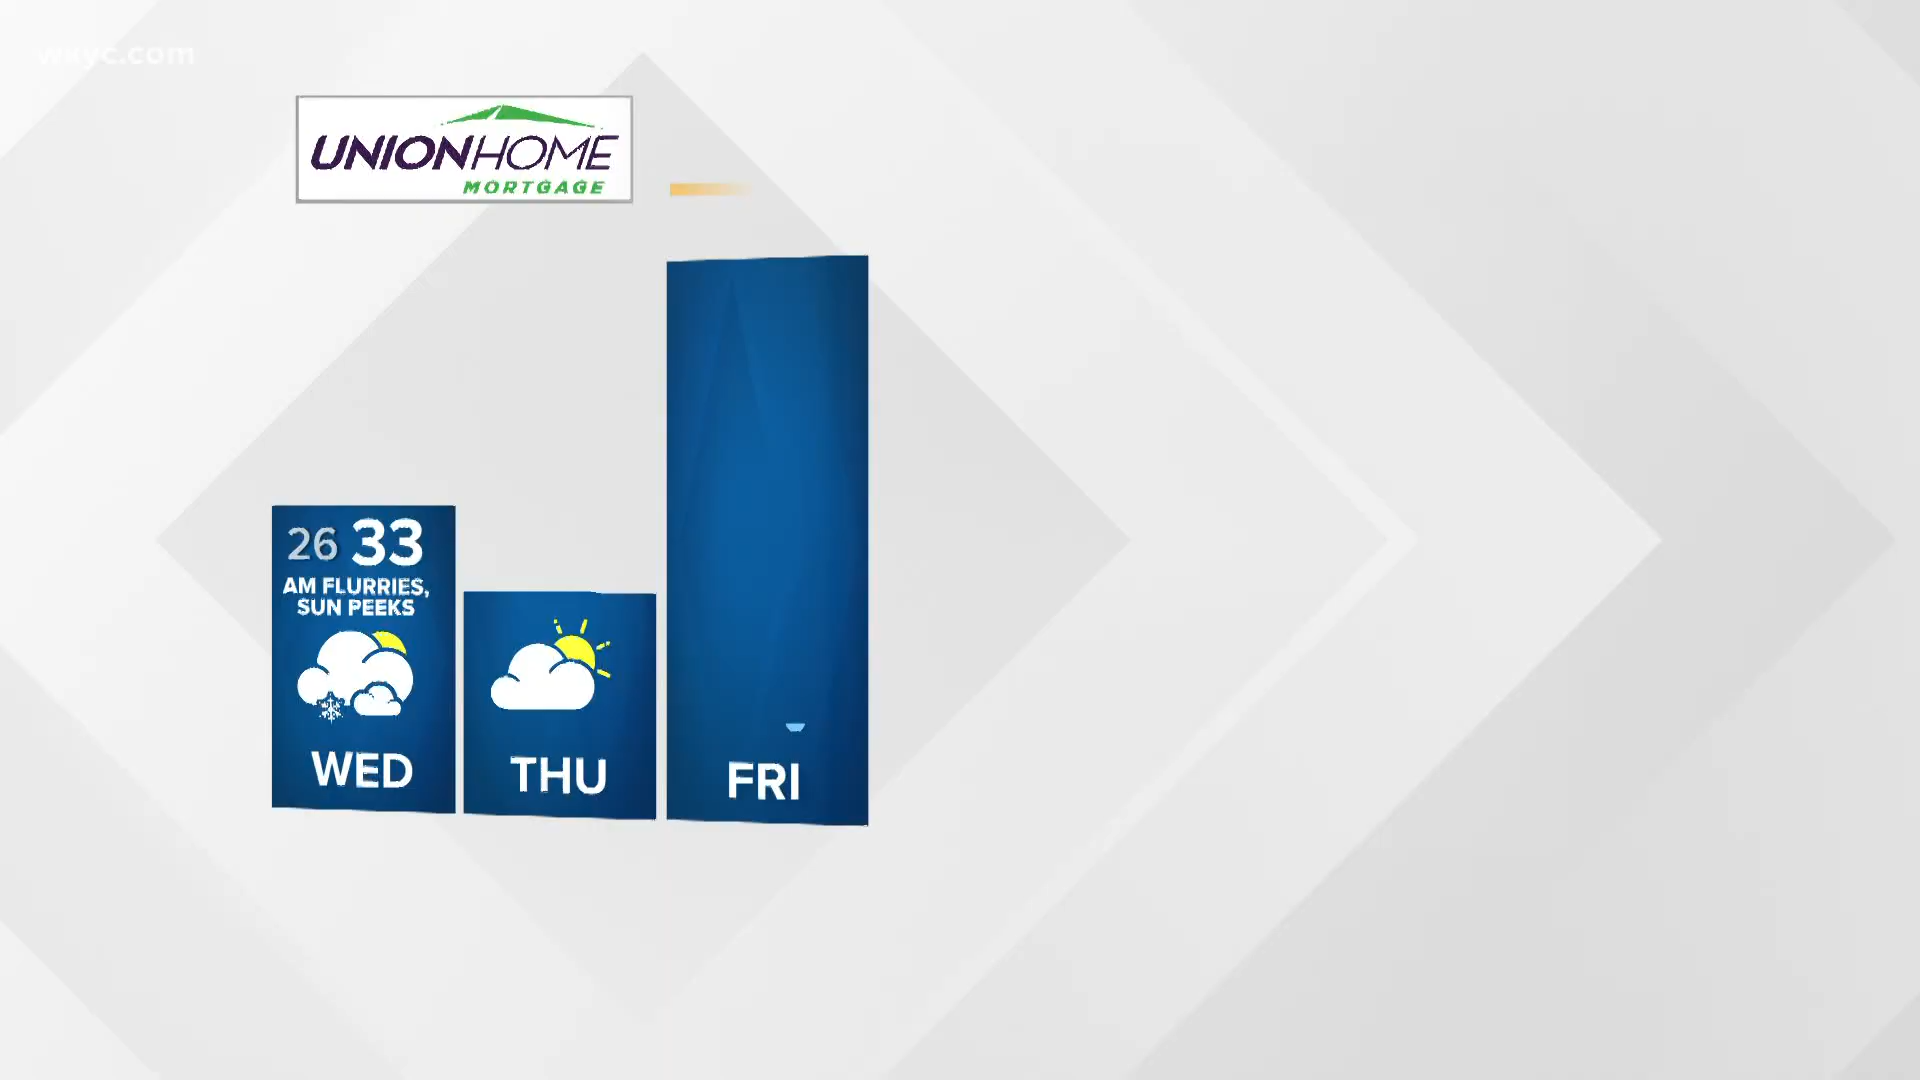 wkyc.com
UNIONHOME
MORTGAGE
26 33
AM FLURRIES,
SUN PEEKS
WED
THU
FRI